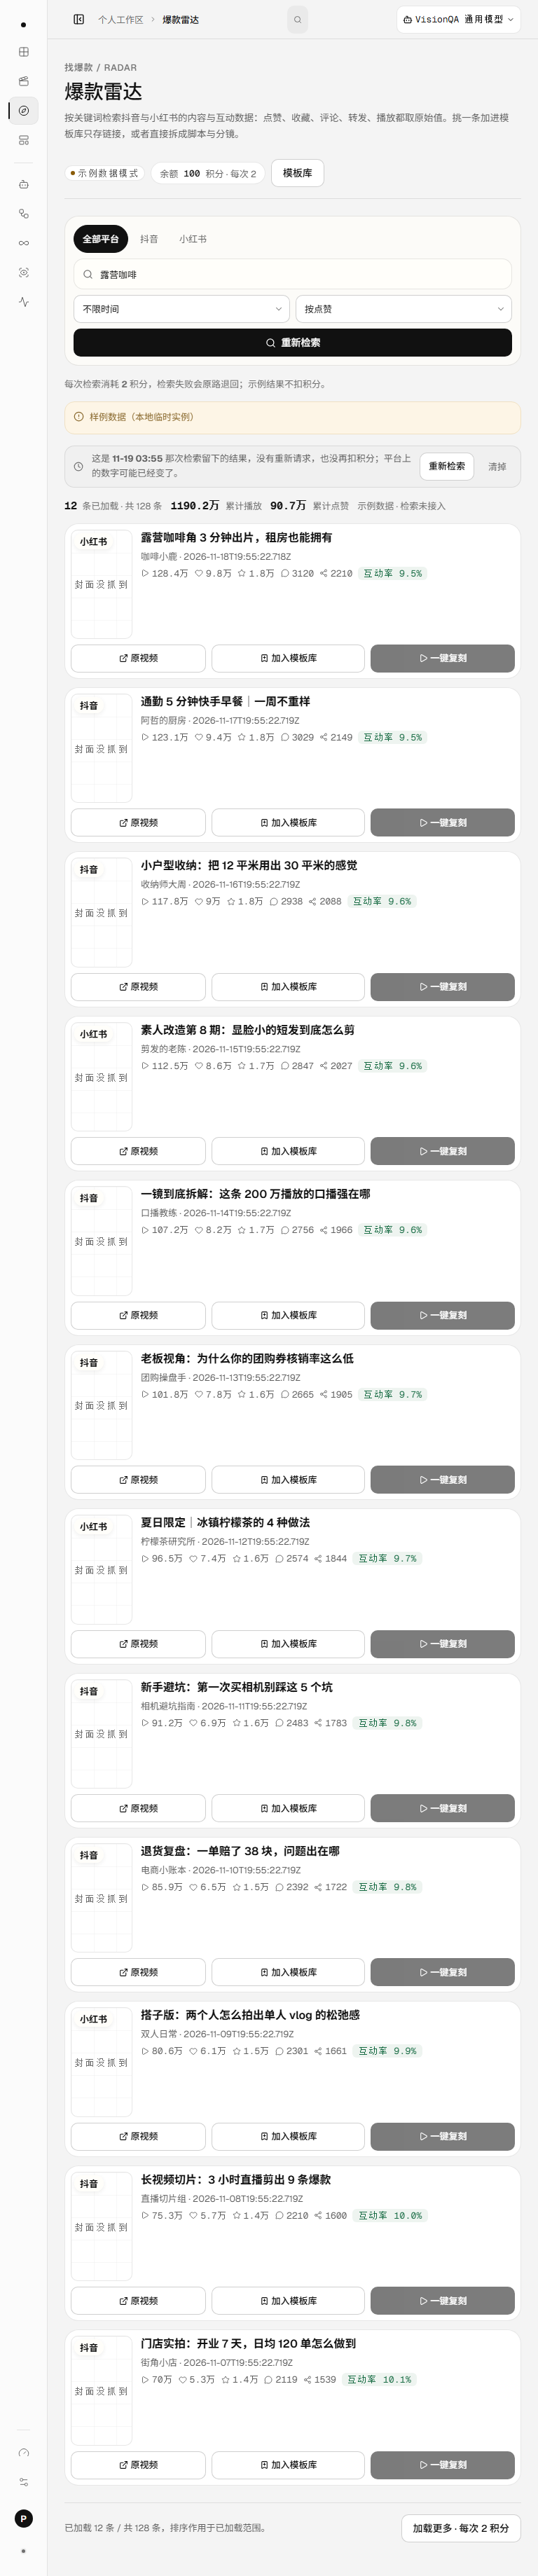 个人工作区 > 爆款雷达
VisionQA 通用模型
找爆款 / RADAR
爆款雷达
按关键词检索抖音与小红书的内容与互动数据：点赞、收藏、评论、转发、播放都取原始值。挑一条加进模
板库只存链接，或者直接拆成脚本与分镜。
示例数据模式
余额 100 积分 · 每次 2
模板库
全部平台
抖音
小红书
露营咖啡
不限时间
按点赞
重新检索
每次检索消耗 2 积分，检索失败会原路退回；示例结果不扣积分。
样例数据（本地临时实例）
这是 11-19 03:55 那次检索留下的结果，没有重新请求，也没再扣积分；平台上
的数字可能已经变了。
重新检索
清掉
12 条已加载 · 共 128 条 1190.2万 累计播放 90.7万 累计点赞 示例数据 · 检索未接入
小红书
封面没抓到
露营咖啡角 3 分钟出片，租房也能拥有
咖啡小鹿 · 2026-11-18T19:55:22.718Z
128.4万 9.8万 1.8万 3120 2210 互动率 9.5%
原视频
加入模板库
一键复刻
抖音
封面没抓到
通勤 5 分钟快手早餐｜一周不重样
阿哲的厨房 · 2026-11-17T19:55:22.719Z
123.1万 9.4万 1.8万 3029 2149 互动率 9.5%
原视频
加入模板库
一键复刻
抖音
封面没抓到
小户型收纳：把 12 平米用出 30 平米的感觉
收纳师大周 · 2026-11-16T19:55:22.719Z
117.8万 9万 1.8万 2938 2088 互动率 9.6%
原视频
加入模板库
一键复刻
小红书
封面没抓到
素人改造第 8 期：显脸小的短发到底怎么剪
剪发的老陈 · 2026-11-15T19:55:22.719Z
112.5万 8.6万 1.7万 2847 2027 互动率 9.6%
原视频
加入模板库
一键复刻
抖音
封面没抓到
一镜到底拆解：这条 200 万播放的口播强在哪
口播教练 · 2026-11-14T19:55:22.719Z
107.2万 8.2万 1.7万 2756 1966 互动率 9.6%
原视频
加入模板库
一键复刻
抖音
封面没抓到
老板视角：为什么你的团购券核销率这么低
团购操盘手 · 2026-11-13T19:55:22.719Z
101.8万 7.8万 1.6万 2665 1905 互动率 9.7%
原视频
加入模板库
一键复刻
小红书
封面没抓到
夏日限定｜冰镇柠檬茶的 4 种做法
柠檬茶研究所 · 2026-11-12T19:55:22.719Z
96.5万 7.4万 1.6万 2574 1844 互动率 9.7%
原视频
加入模板库
一键复刻
抖音
封面没抓到
新手避坑：第一次买相机别踩这 5 个坑
相机避坑指南 · 2026-11-11T19:55:22.719Z
91.2万 6.9万 1.6万 2483 1783 互动率 9.8%
原视频
加入模板库
一键复刻
抖音
封面没抓到
退货复盘：一单赔了 38 块，问题出在哪
电商小账本 · 2026-11-10T19:55:22.719Z
85.9万 6.5万 1.5万 2392 1722 互动率 9.8%
原视频
加入模板库
一键复刻
小红书
封面没抓到
搭子版：两个人怎么拍出单人 vlog 的松弛感
双人日常 · 2026-11-09T19:55:22.719Z
80.6万 6.1万 1.5万 2301 1661 互动率 9.9%
原视频
加入模板库
一键复刻
抖音
封面没抓到
长视频切片：3 小时直播剪出 9 条爆款
直播切片组 · 2026-11-08T19:55:22.719Z
75.3万 5.7万 1.4万 2210 1600 互动率 10.0%
原视频
加入模板库
一键复刻
抖音
封面没抓到
门店实拍：开业 7 天，日均 120 单怎么做到
街角小店 · 2026-11-07T19:55:22.719Z
70万 5.3万 1.4万 2119 1539 互动率 10.1%
原视频
加入模板库
一键复刻
P
已加载 12 条 / 共 128 条，排序作用于已加载范围。
加载更多 · 每次 2 积分